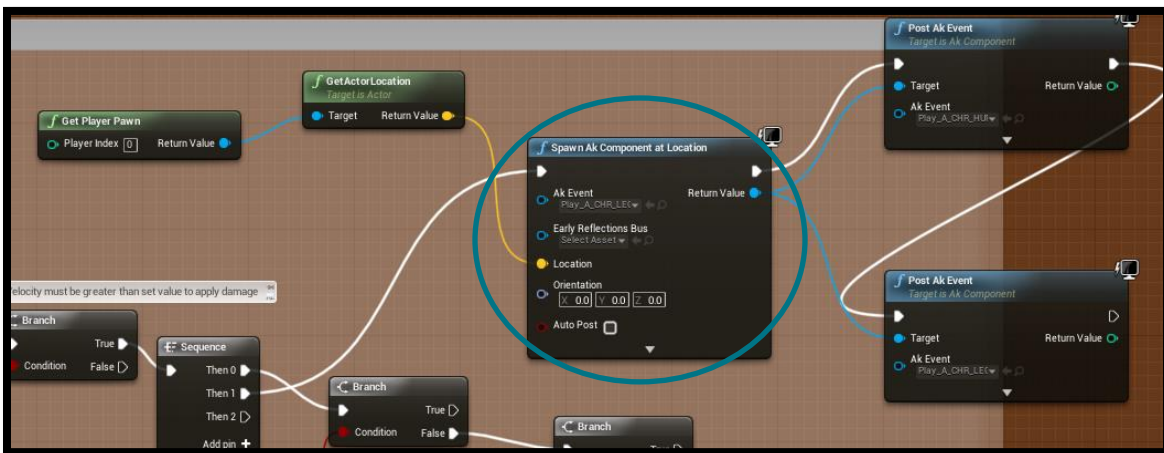 Post Ak Event
Target is Ak Component
Target
Return Value
Ak Event
Play_A_CHR_HUI
GetActorLocation
Target is Actor
Target
Return Value
Get Player Pawn
Player Index 0
Return Value
Spawn Ak Component at Location
Ak Event
Play_A_CHR_LEC
Return Value
Early Reflections Bus
Select Asset
Location
Orientation
X 0.0 Y 0.0 Z 0.0
Auto Post
Post Ak Event
Target is Ak Component
Target
Return Value
Ak Event
Play_A_CHR_LEC
elocity must be greater than set value to apply damage
Branch
True
Condition
False
Sequence
Then 0
Then 1
Then 2
Add pin +
Branch
True
Condition
False
Branch